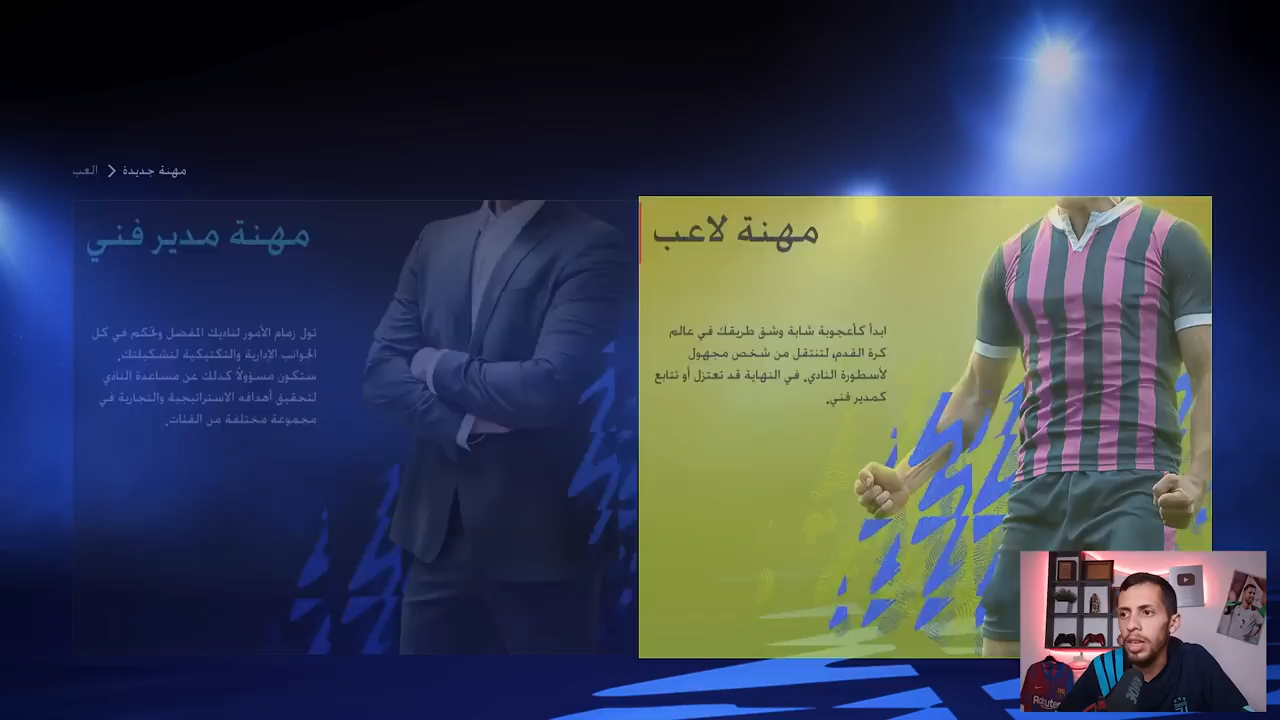 العب > مهنة جديدة
مهنة مدير فني
تول زمام الأمور لناديك المفضل وتحكم في كل
الجوانب الإدارية والتكتيكية لتشكيلتك.
ستكون مسؤولاً كذلك عن مساعدة النادي
لتحقيق أهدافه الاستراتيجية والتجارية في
مجموعة مختلفة من الفئات.
مهنة لاعب
ابدأ كأعجوبة شابة وشق طريقك في عالم
كرة القدم، لتنتقل من شخص مجهول
لأسطورة النادي. في النهاية قد تعتزل أو تتابع
كمدير فني.
Rakuten